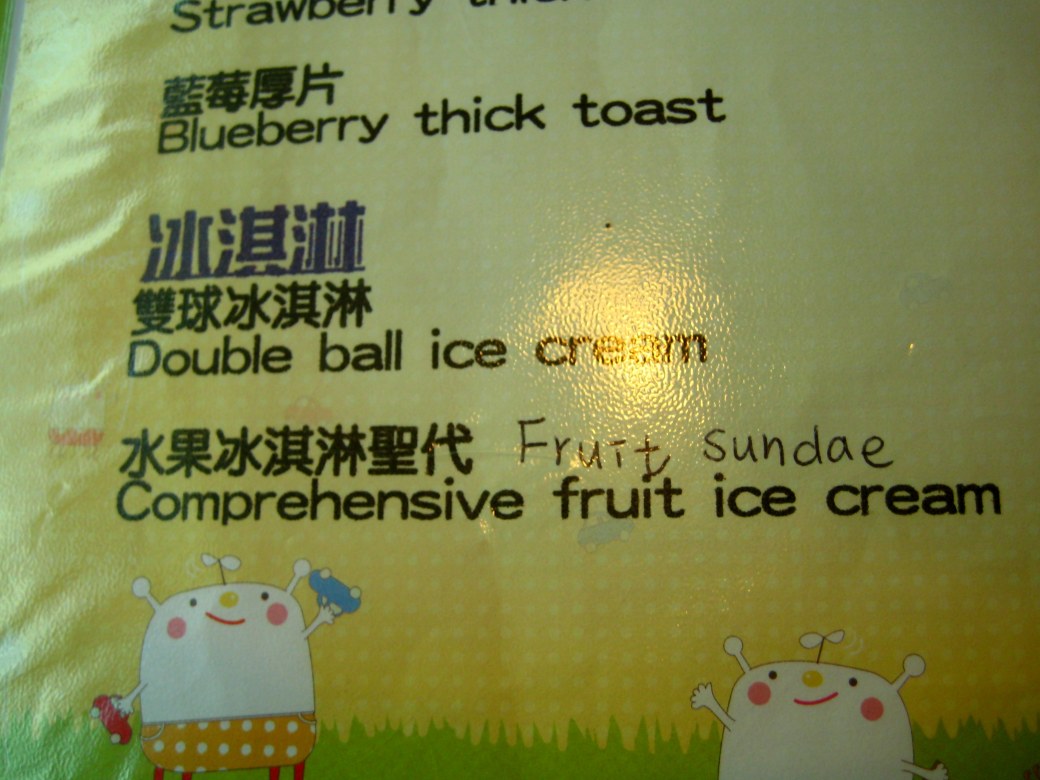 Strawberry thick
藍莓厚片
Blueberry thick toast
冰淇淋
雙球冰淇淋
Double ball ice cream
水果冰淇淋聖代 Fruit sundae
Comprehensive fruit ice cream